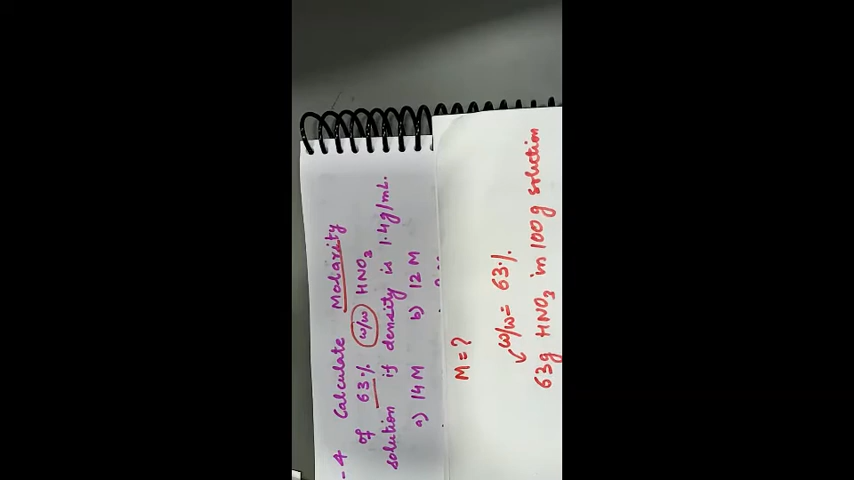 -4 Calculate Molarity
of 63% w/w HNO3
solution if density is 1.4g/mL.
a) 14M b) 12 M
M=?
w/w= 63%
63g HNO3 in 100g solution